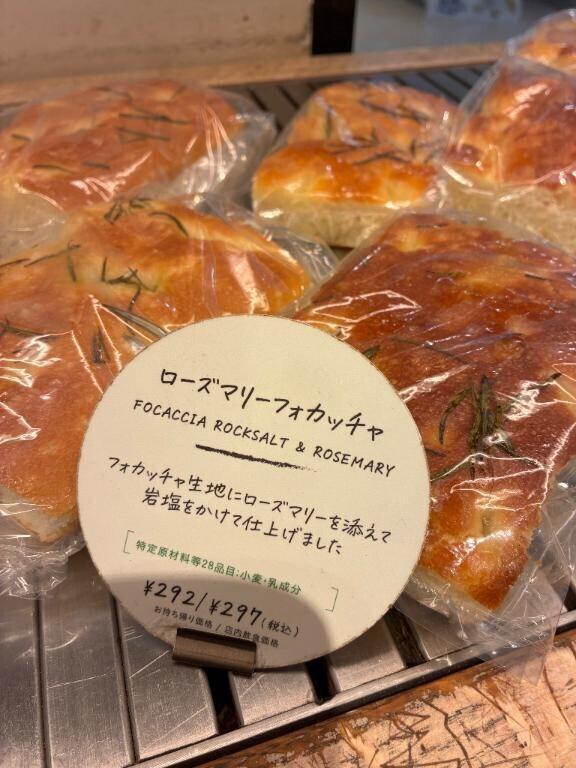 ローズマリーフォカッチャ
FOCACCIA ROCKSALT & ROSEMARY
フォカッチャ生地にローズマリーを添えて
岩塩をかけて仕上げました
[特定原材料等28品目:小麦・乳成分]
¥292/¥297(税込)
お持ち帰り価格 / 店内飲食価格